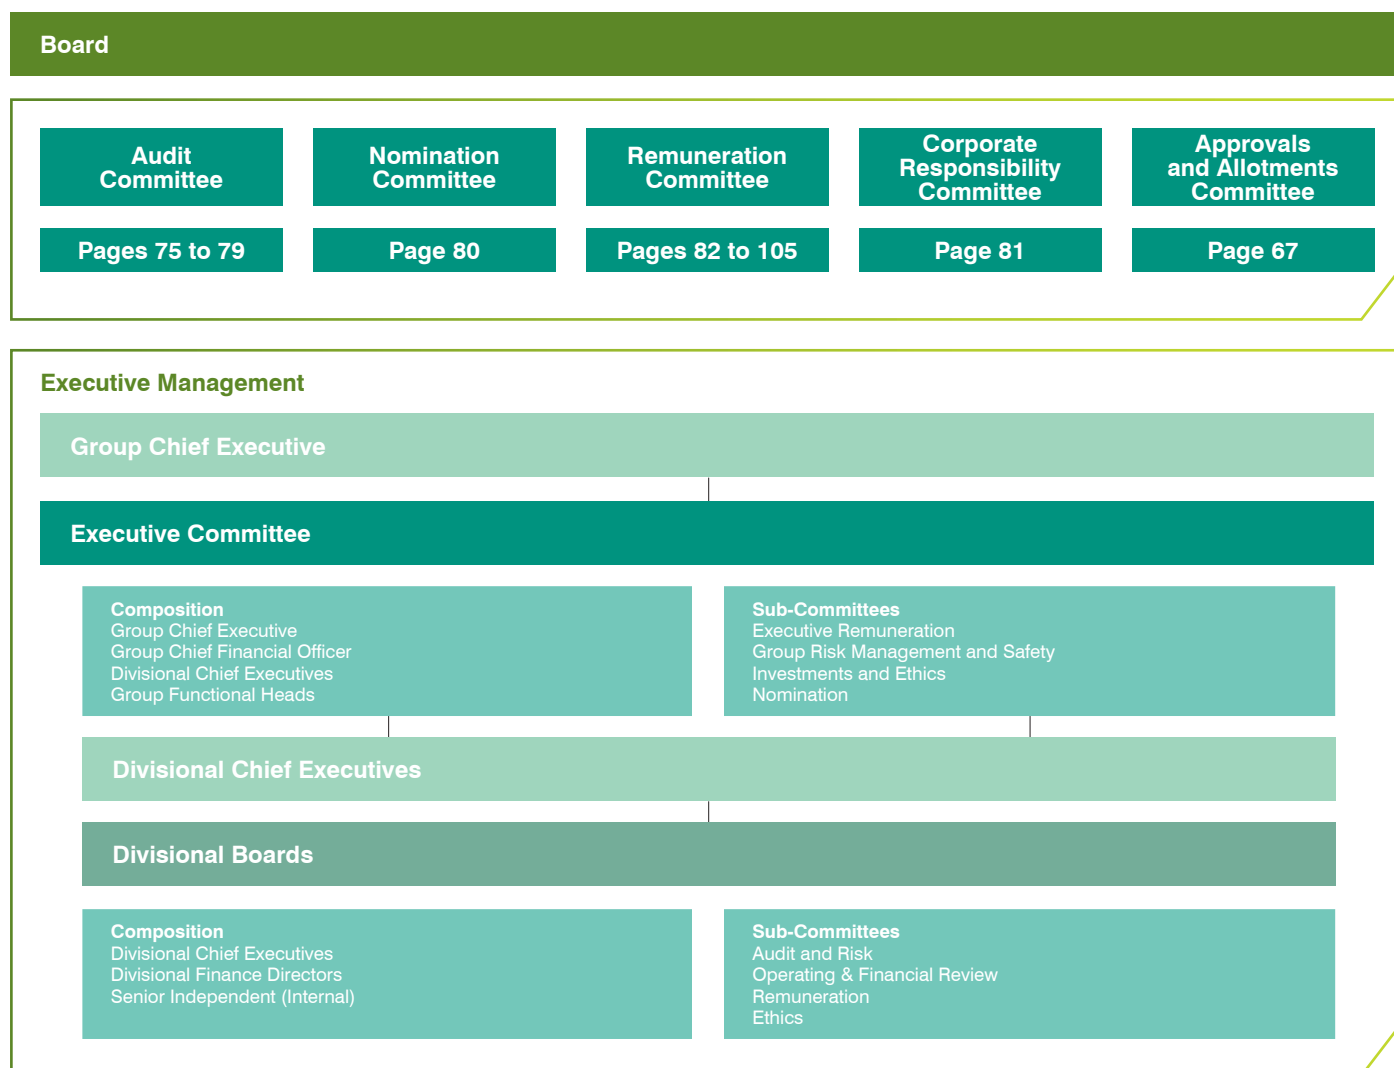 Board
Audit
Committee
Nomination
Committee
Remuneration
Committee
Corporate
Responsibility
Committee
Approvals
and Allotments
Committee
Pages 75 to 79
Page 80
Pages 82 to 105
Page 81
Page 67
Executive Management
Group Chief Executive
Executive Committee
Composition
Group Chief Executive
Group Chief Financial Officer
Divisional Chief Executives
Group Functional Heads
Sub-Committees
Executive Remuneration
Group Risk Management and Safety
Investments and Ethics
Nomination
Divisional Chief Executives
Divisional Boards
Composition
Divisional Chief Executives
Divisional Finance Directors
Senior Independent (Internal)
Sub-Committees
Audit and Risk
Operating & Financial Review
Remuneration
Ethics